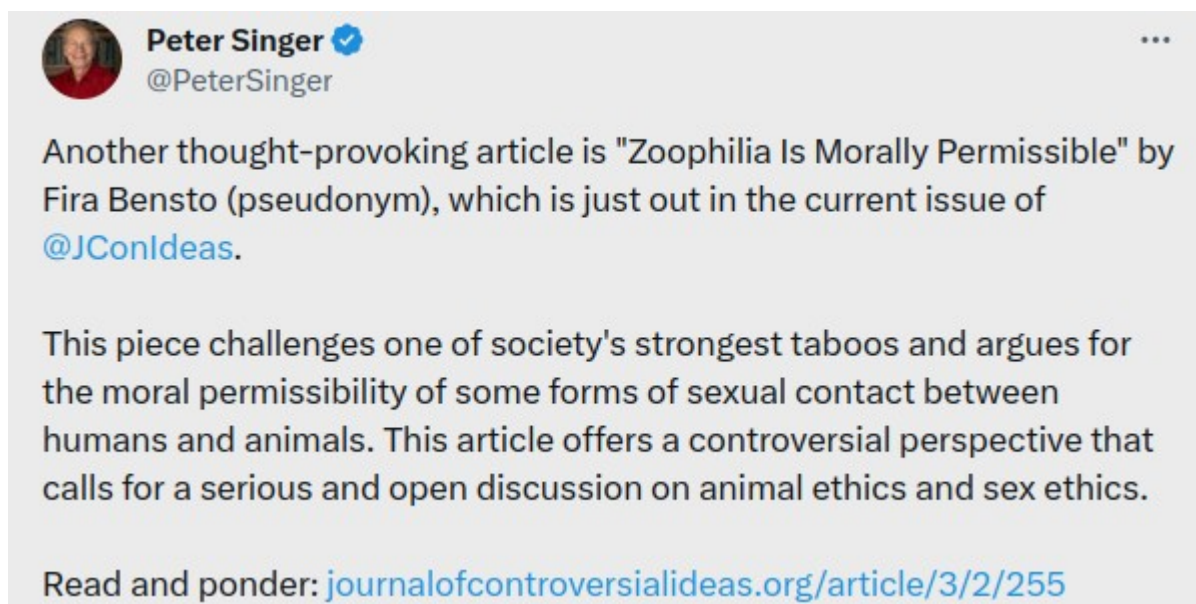 Peter Singer
@PeterSinger
Another thought-provoking article is "Zoophilia Is Morally Permissible" by
Fira Bensto (pseudonym), which is just out in the current issue of
@JConIdeas.
This piece challenges one of society's strongest taboos and argues for
the moral permissibility of some forms of sexual contact between
humans and animals. This article offers a controversial perspective that
calls for a serious and open discussion on animal ethics and sex ethics.
Read and ponder: journalofcontroversialideas.org/article/3/2/255